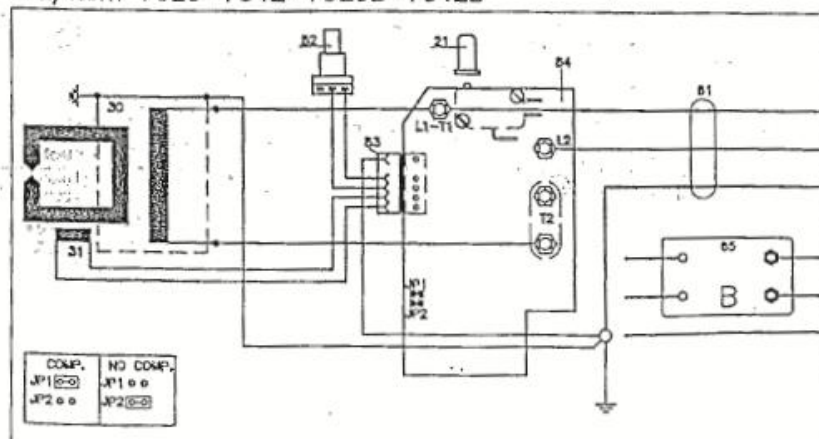 82
21
84
81
30
L1-T1
L2
83
T2
31
85
B
JP1
JP2
COMP.
NO COMP.
JP1
JP1
JP2
JP2